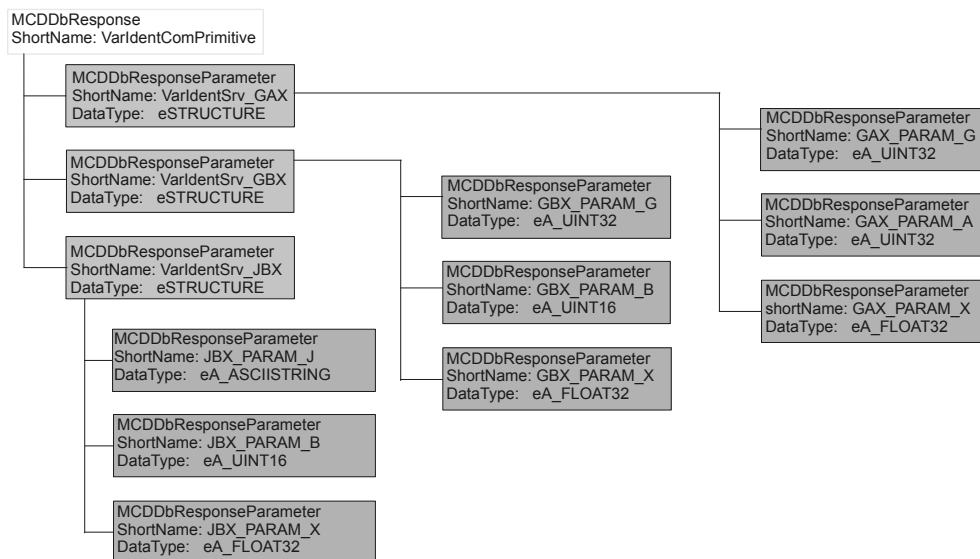 MCDDbResponse
ShortName: VarIdentComPrimitive
MCDDbResponseParameter
ShortName: VarIdentSrv_GAX
DataType: eSTRUCTURE
MCDDbResponseParameter
ShortName: VarIdentSrv_GBX
DataType: eSTRUCTURE
MCDDbResponseParameter
ShortName: VarIdentSrv_JBX
DataType: eSTRUCTURE
MCDDbResponseParameter
ShortName: JBX_PARAM_J
DataType: eA_ASCIISTRING
MCDDbResponseParameter
ShortName: JBX_PARAM_B
DataType: eA_UINT16
MCDDbResponseParameter
ShortName: JBX_PARAM_X
DataType: eA_FLOAT32
MCDDbResponseParameter
ShortName: GBX_PARAM_G
DataType: eA_UINT32
MCDDbResponseParameter
ShortName: GBX_PARAM_B
DataType: eA_UINT16
MCDDbResponseParameter
ShortName: GBX_PARAM_X
DataType: eA_FLOAT32
MCDDbResponseParameter
ShortName: GAX_PARAM_G
DataType: eA_UINT32
MCDDbResponseParameter
ShortName: GAX_PARAM_A
DataType: eA_UINT32
MCDDbResponseParameter
shortName: GAX_PARAM_X
DataType: eA_FLOAT32